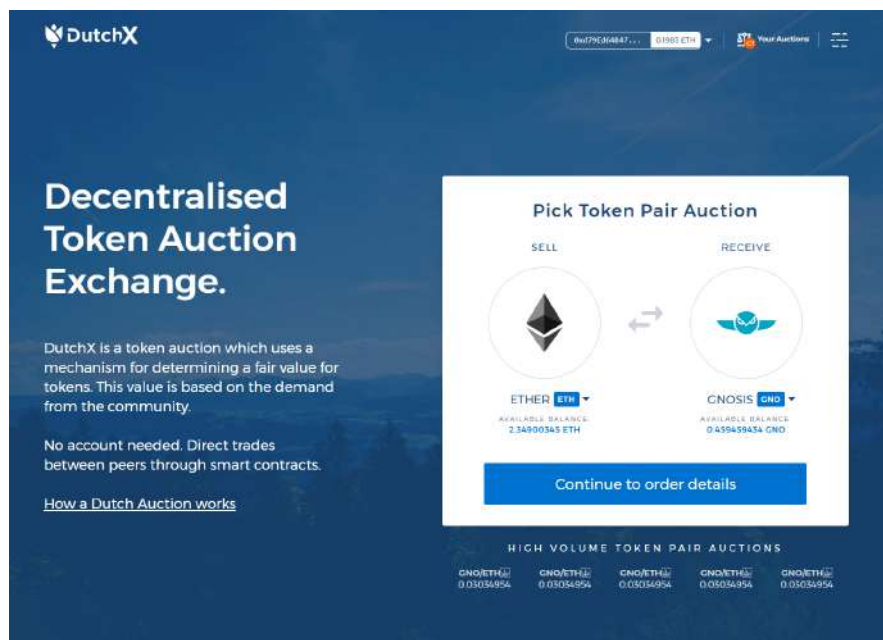 DutchX
0.1983 ETH
Your Auctions
Decentralised
Token Auction
Exchange.
DutchX is a token auction which uses a
mechanism for determining a fair value for
tokens. This value is based on the demand
from the community.
No account needed. Direct trades
between peers through smart contracts.
How a Dutch Auction works
Pick Token Pair Auction
SELL
RECEIVE
ETHER ETH
GNOSIS GNO
AVAILABLE BALANCE
AVAILABLE BALANCE
2.34900345 ETH
0.459459434 GNO
Continue to order details
HIGH VOLUME TOKEN PAIR AUCTIONS
GNO/ETH
GNO/ETH
GNO/ETH
GNO/ETH
GNO/ETH
0.03034954
0.03034954
0.03034954
0.03034954
0.03034954